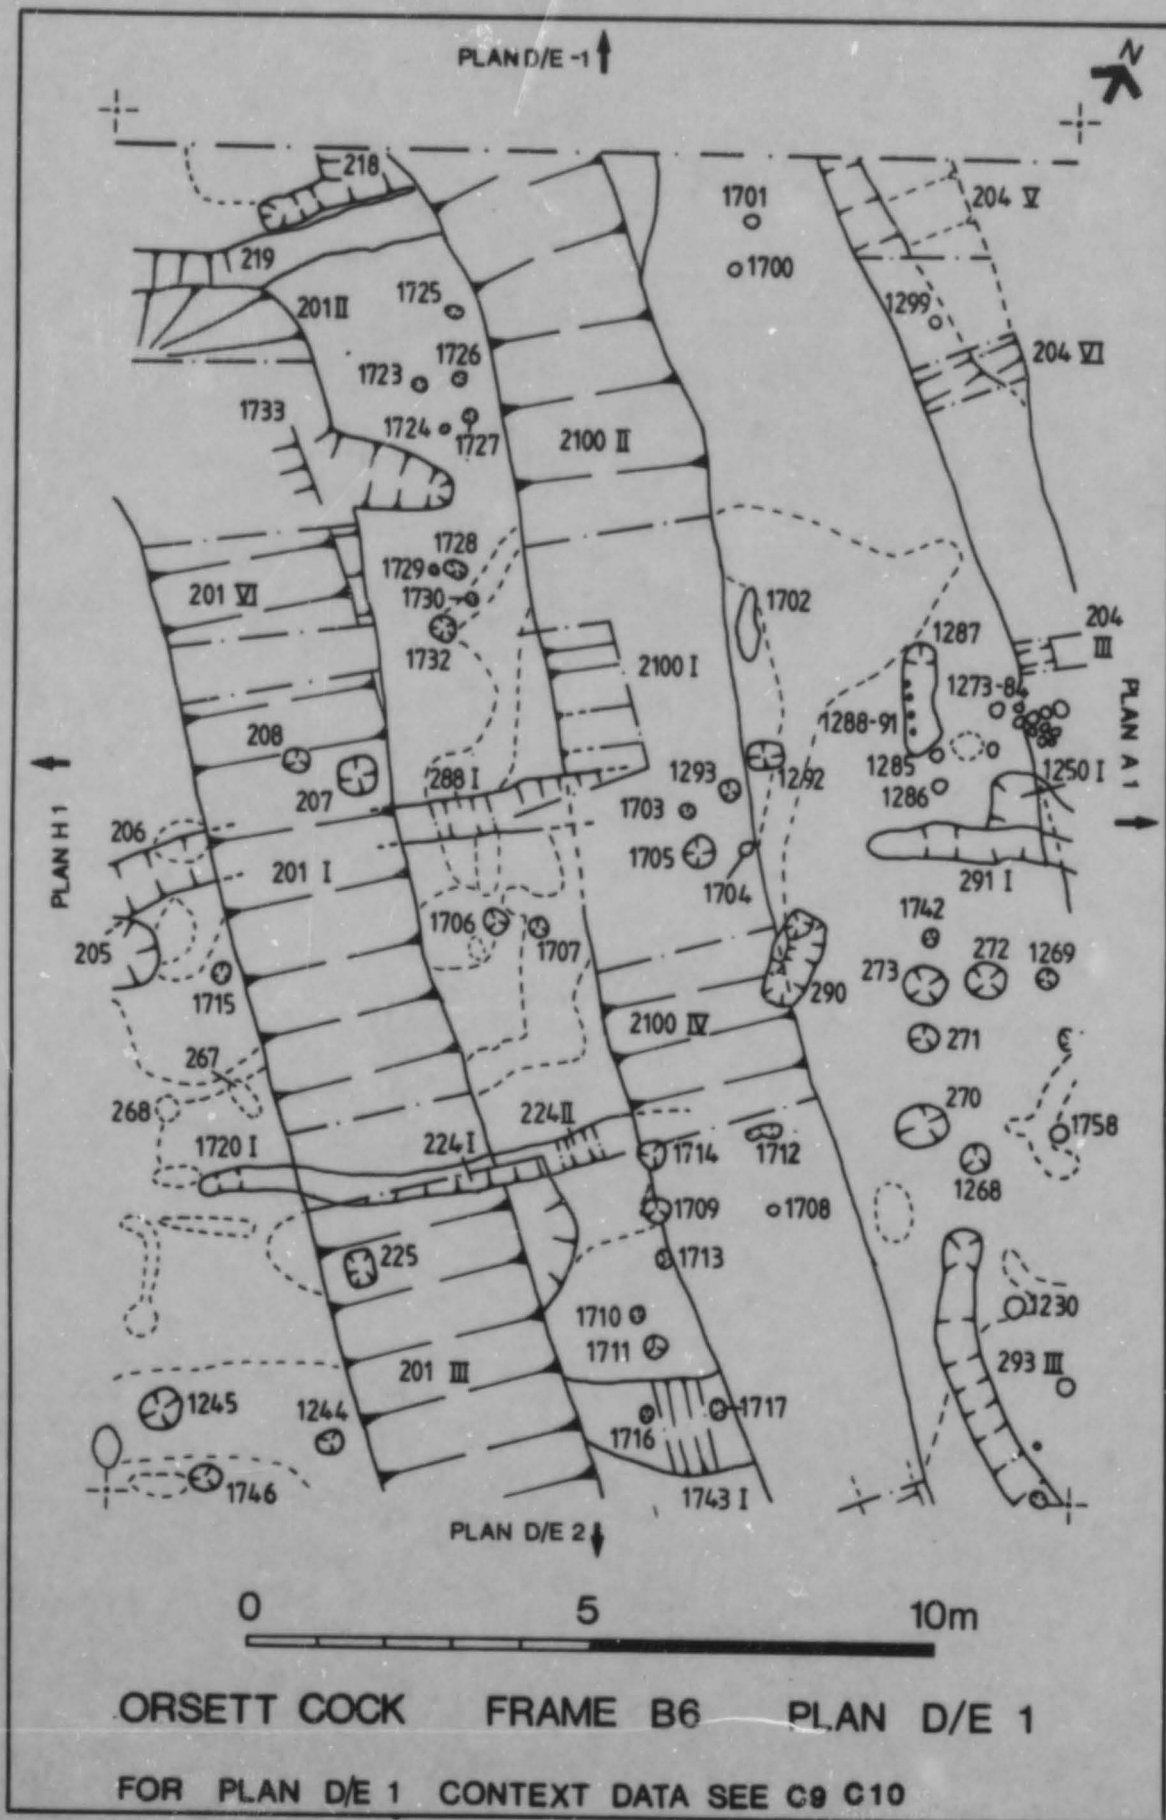 PLAN D/E -1
N
218
204 V
1701
219
1700
201 II
1725
1299
1726
1723
204 VI
1733
1724
1727
2100 II
1728
1729
201 VI
1730
1702
204
III
1287
1732
2100 I
1273-84
PLAN A 1
1288-91
208
1285
1250 I
288 I
1293
1292
PLAN H 1
207
1286
1703
206
1705
201 I
291 I
1704
1742
1706
205
1707
272
1269
273
1715
290
2100 IV
271
267
268
224 II
270
1758
1720 I
224 I
1714
1712
1268
1709
1708
225
1713
1230
1710
1711
293 III
201 III
1245
1244
1717
1716
1746
1743 I
PLAN D/E 2
0 5 10m
ORSETT COCK FRAME B6 PLAN D/E 1
FOR PLAN D/E 1 CONTEXT DATA SEE C9 C10